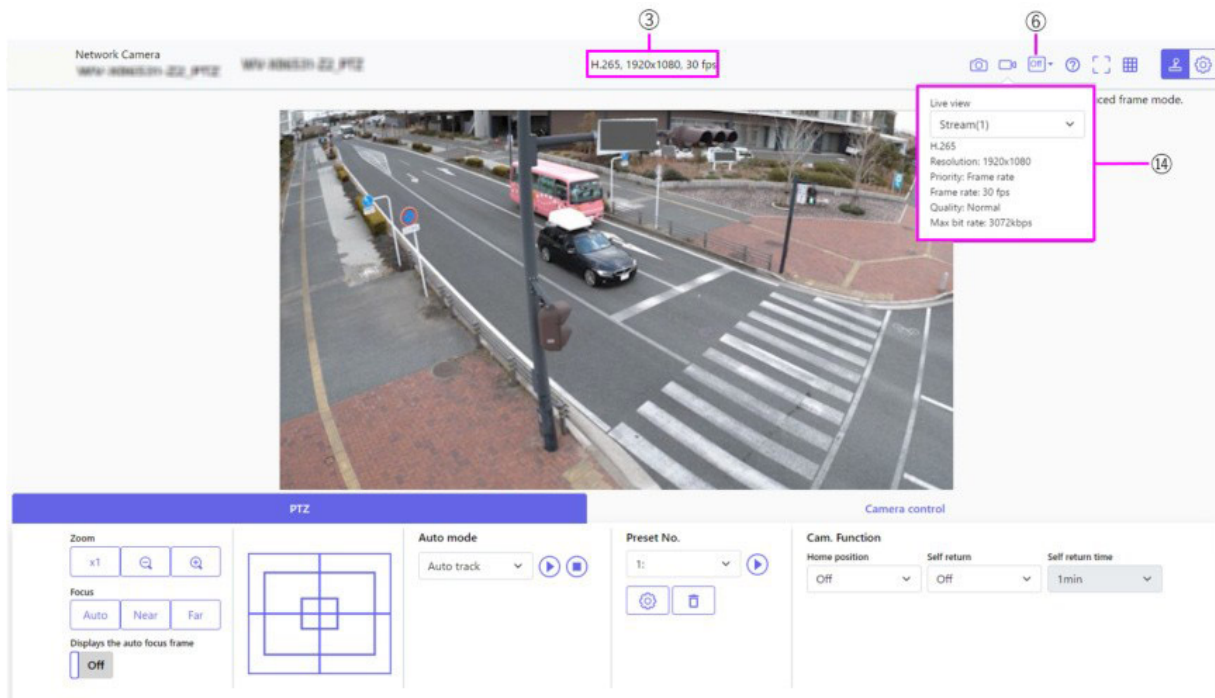 ③
⑥
Network Camera
H.265, 1920x1080, 30 fps
Off
ced frame mode.
Live view
Stream(1)
H.265
Resolution: 1920x1080
Priority: Frame rate
Frame rate: 30 fps
Quality: Normal
Max bit rate: 3072kbps
⑭
PTZ
Camera control
Zoom
x1
Focus
Auto Near Far
Displays the auto focus frame
Off
Auto mode
Auto track
Preset No.
1:
Cam. Function
Home position Self return Self return time
Off Off 1min